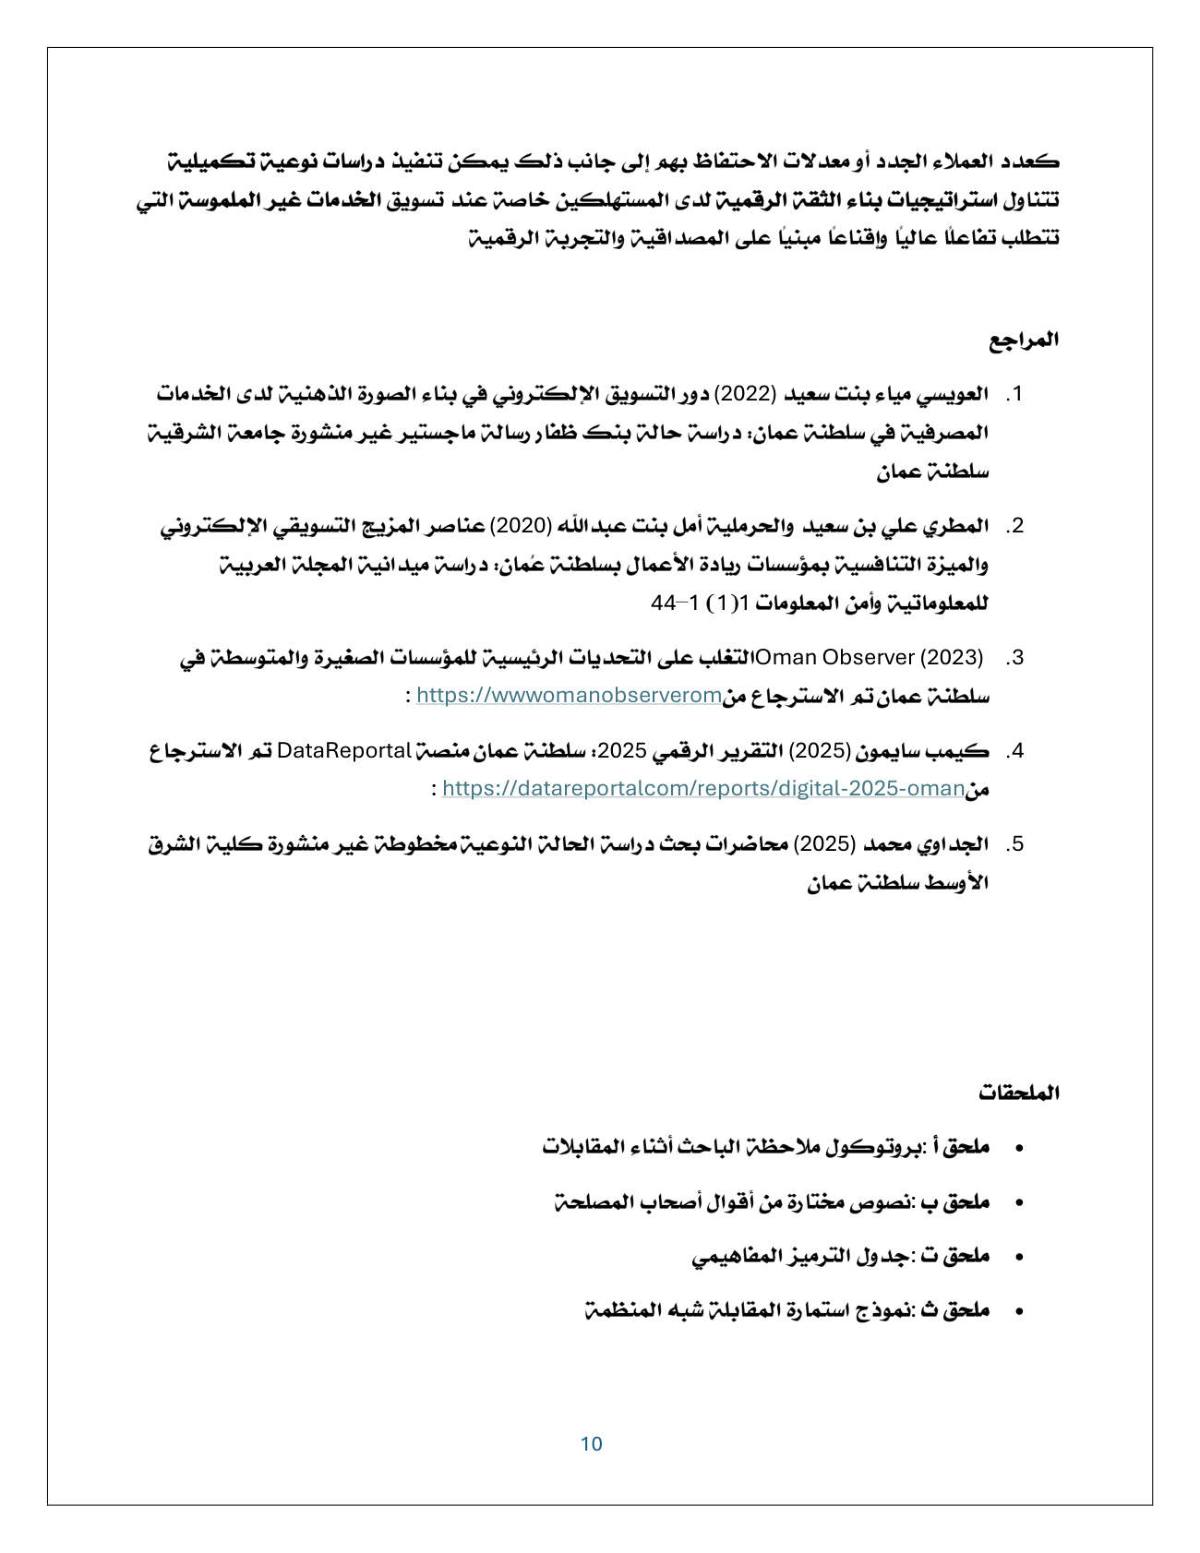 كعدد العملاء الجدد أو معدلات الاحتفاظ بهم إلى جانب ذلك يمكن تنفيذ دراسات نوعية تكميلية
تتناول استراتيجيات بناء الثقة الرقمية لدى المستهلكين خاصة عند تسويق الخدمات غير الملموسة التي
تتطلب تفاعلًا عاليًا وإقناعًا مبنيًا على المصداقية والتجربة الرقمية
المراجع
1. العويسي مياء بنت سعيد (2022) دور التسويق الإلكتروني في بناء الصورة الذهنية لدى الخدمات
المصرفية في سلطنة عمان: دراسة حالة بنك ظفار رسالة ماجستير غير منشورة جامعة الشرقية
سلطنة عمان
2. المطري علي بن سعيد والحرملية أمل بنت عبدالله (2020) عناصر المزيج التسويقي الإلكتروني
والميزة التنافسية بمؤسسات ريادة الأعمال بسلطنة عُمان: دراسة ميدانية المجلة العربية
للمعلوماتية وأمن المعلومات 1(1) 1–44
3. Oman Observer (2023)التغلب على التحديات الرئيسية للمؤسسات الصغيرة والمتوسطة في
سلطنة عمان تم الاسترجاع من https://wwwomanobserverom :
4. كيمب سايمون (2025) التقرير الرقمي 2025: سلطنة عمان منصة DataReportal تم الاسترجاع
من https://datareportalcom/reports/digital-2025-oman :
5. الجداوي محمد (2025) محاضرات بحث دراسة الحالة النوعية مخطوطة غير منشورة كلية الشرق
الأوسط سلطنة عمان
الملحقات
• ملحق أ :بروتوكول ملاحظة الباحث أثناء المقابلات
• ملحق ب :نصوص مختارة من أقوال أصحاب المصلحة
• ملحق ت :جدول الترميز المفاهيمي
• ملحق ث :نموذج استمارة المقابلة شبه المنظمة
10